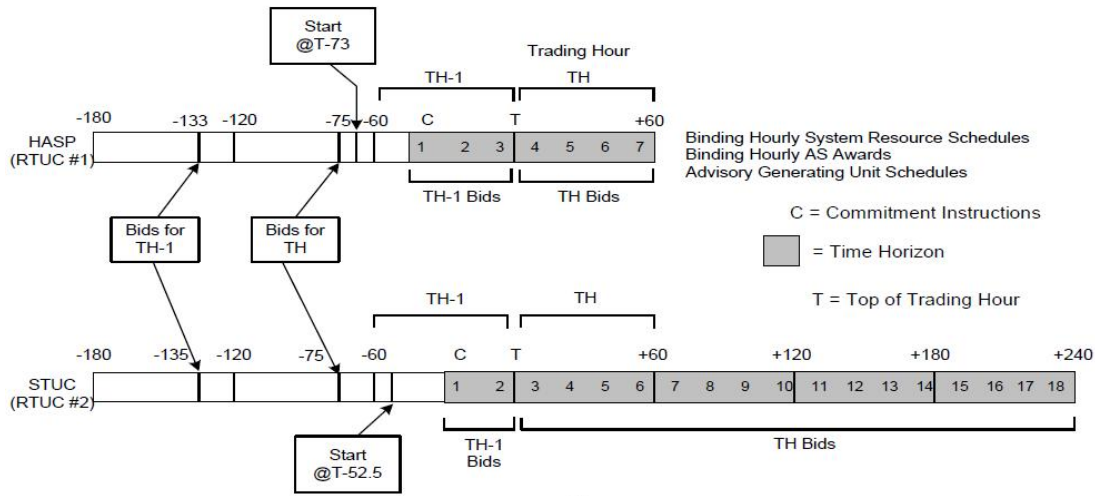 Start
@T-73
Trading Hour
TH-1
TH
-180
-133
-120
-75
-60
C
T
+60
HASP
(RTUC #1)
1 2 3 4 5 6 7
Binding Hourly System Resource Schedules
Binding Hourly AS Awards
Advisory Generating Unit Schedules
TH-1 Bids
TH Bids
Bids for
TH-1
Bids for
TH
C = Commitment Instructions
= Time Horizon
T = Top of Trading Hour
TH-1
TH
-180
-135
-120
-75
-60
C
T
+60
+120
+180
+240
STUC
(RTUC #2)
1 2 3 4 5 6 7 8 9 10 11 12 13 14 15 16 17 18
TH-1
Bids
TH Bids
Start
@T-52.5